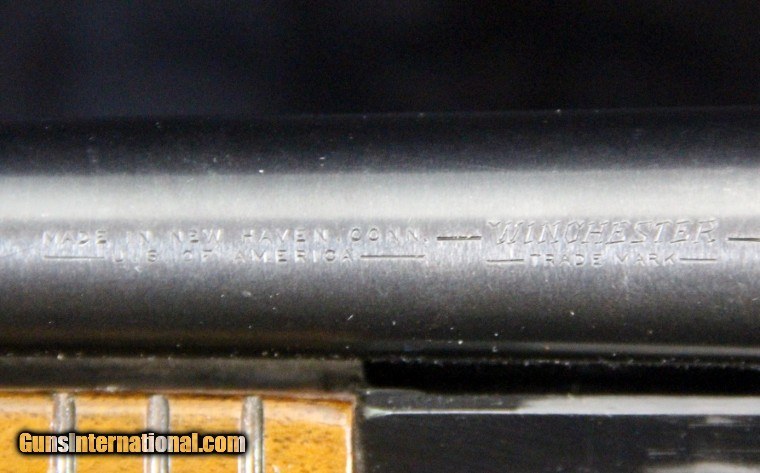 MADE IN NEW HAVEN CONN. — WINCHESTER —
— U S OF AMERICA — — TRADE MARK —
GunsInternational.com